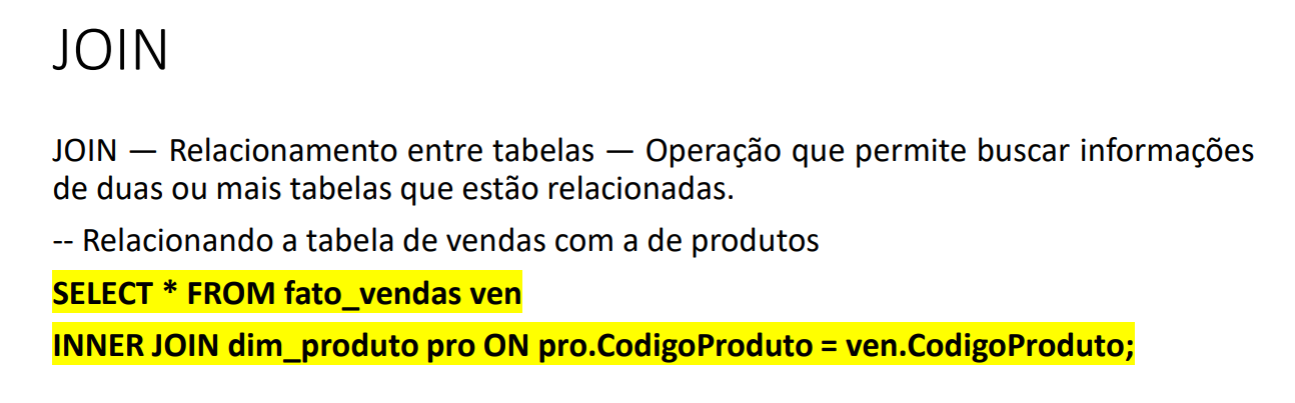 JOIN
JOIN — Relacionamento entre tabelas — Operação que permite buscar informações
de duas ou mais tabelas que estão relacionadas.
-- Relacionando a tabela de vendas com a de produtos
SELECT * FROM fato_vendas ven
INNER JOIN dim_produto pro ON pro.CodigoProduto = ven.CodigoProduto;